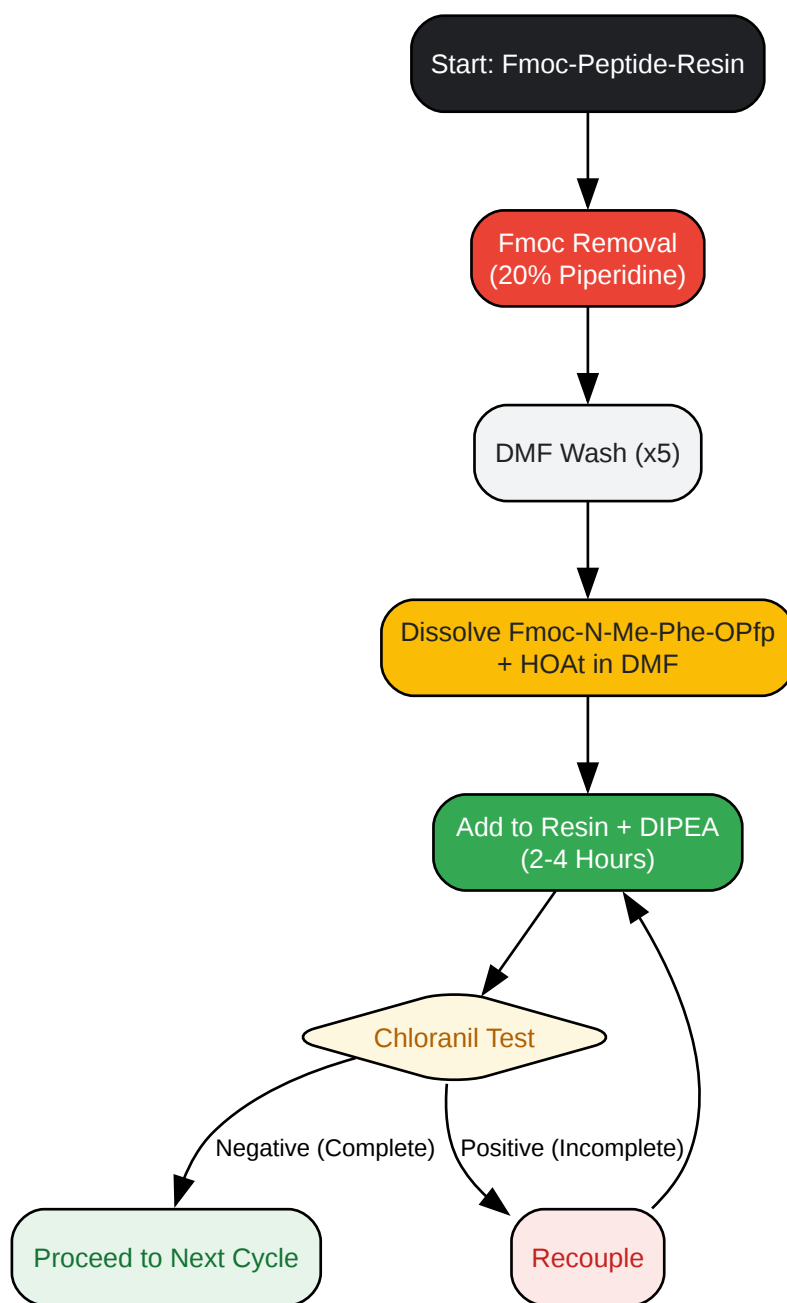 Start: Fmoc-Peptide-Resin
Fmoc Removal
(20% Piperidine)
DMF Wash (x5)
Dissolve Fmoc-N-Me-Phe-OPfp
+ HOAt in DMF
Add to Resin + DIPEA
(2-4 Hours)
Chloranil Test
Negative (Complete)
Positive (Incomplete)
Proceed to Next Cycle
Recouple